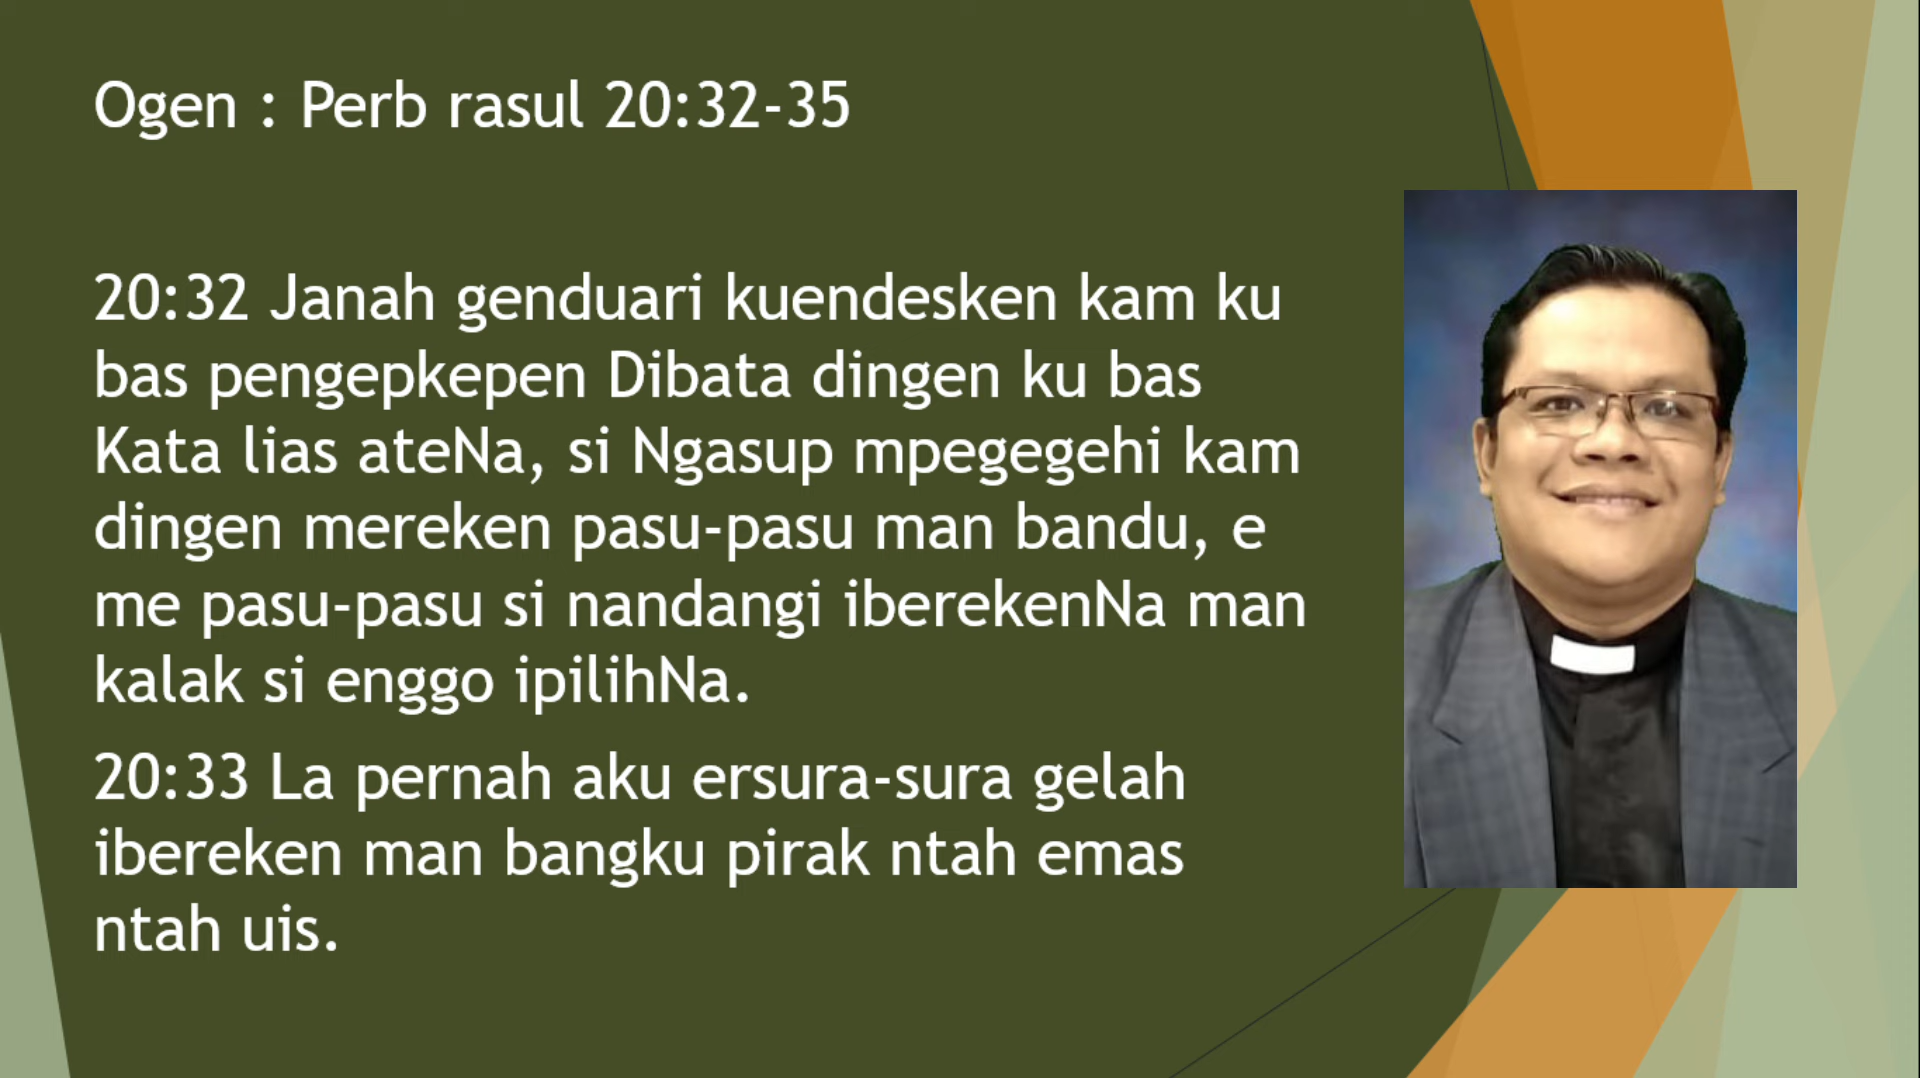 Ogen : Perb rasul 20:32-35
20:32 Janah genduari kuendesken kam ku
bas pengepkepen Dibata dingen ku bas
Kata lias ateNa, si Ngasup mpegegehi kam
dingen mereken pasu-pasu man bandu, e
me pasu-pasu si nandangi iberekenNa man
kalak si enggo ipilihNa.
20:33 La pernah aku ersura-sura gelah
ibereken man bangku pirak ntah emas
ntah uis.